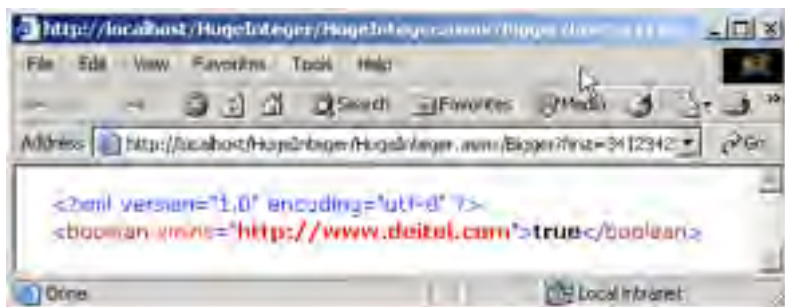 http://localhost/HugeInteger/HugeInteger.asmx/Bigger
File Edit View Favorites Tools Help
Search Favorites Media
Address http://localhost/HugeInteger/HugeInteger.asmx/Bigger?first=3412342 Go
<?xml version="1.0" encoding="utf-8" ?>
<boolean xmlns="http://www.deitel.com">true</boolean>
Done Local intranet